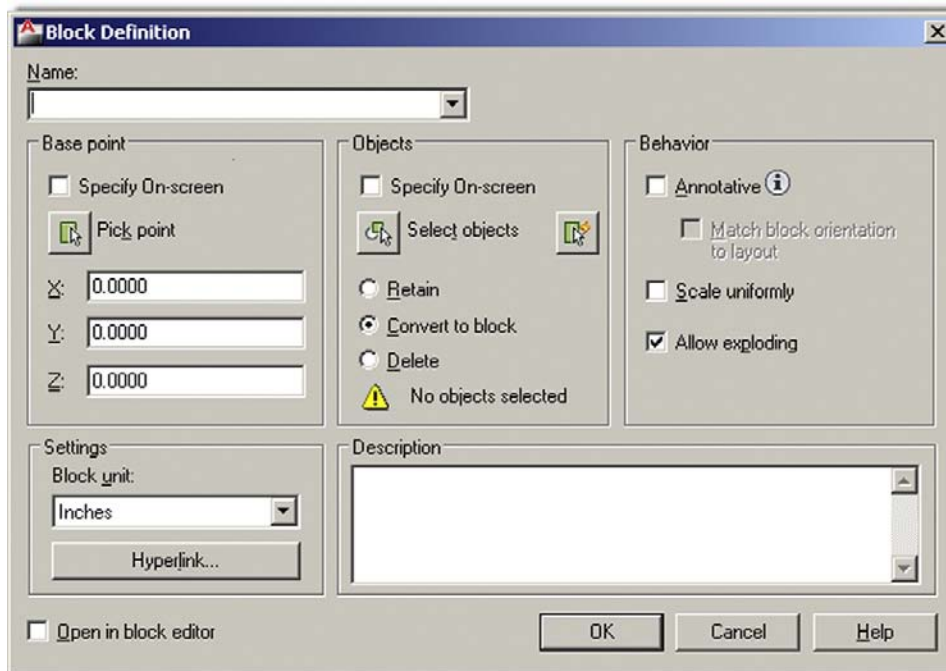 Block Definition
Name:
Base point
Specify On-screen
Pick point
X: 0.0000
Y: 0.0000
Z: 0.0000
Objects
Specify On-screen
Select objects
Retain
Convert to block
Delete
No objects selected
Behavior
Annotative
Match block orientation
to layout
Scale uniformly
Allow exploding
Settings
Block unit:
Inches
Hyperlink...
Description
Open in block editor
OK
Cancel
Help